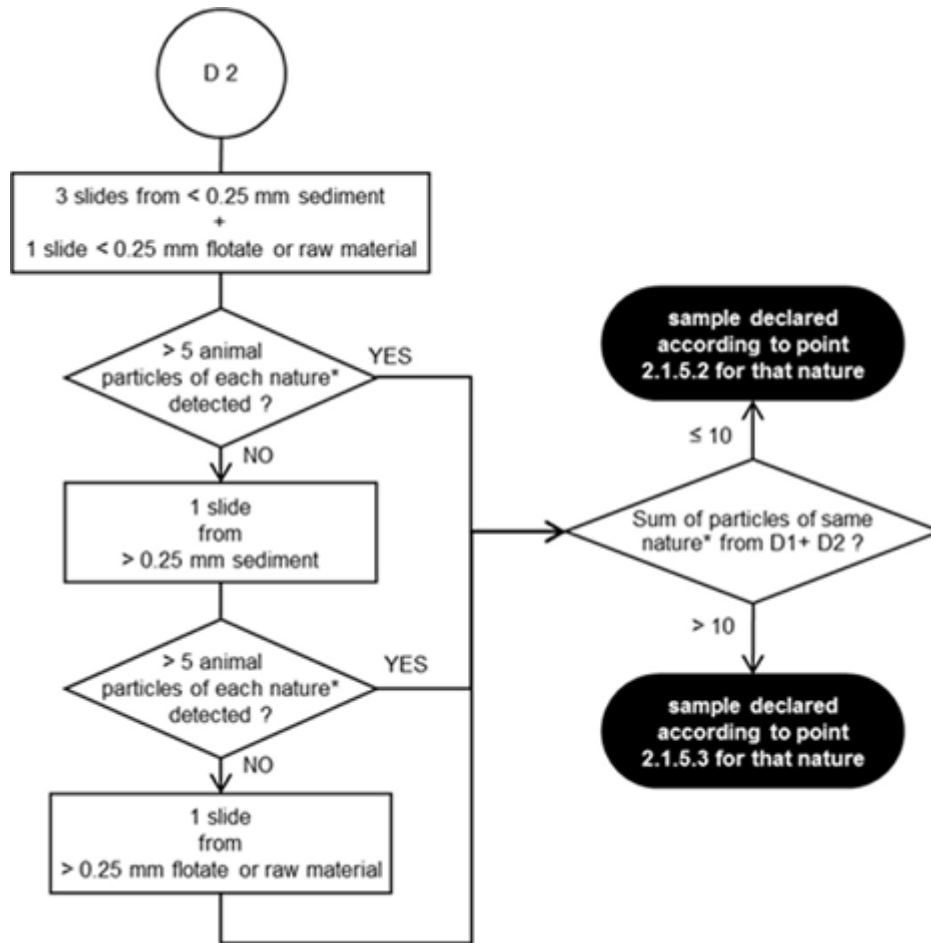 D 2
3 slides from < 0.25 mm sediment
+
1 slide < 0.25 mm flotate or raw material
> 5 animal
particles of each nature*
detected ?
YES
NO
1 slide
from
> 0.25 mm sediment
> 5 animal
particles of each nature*
detected ?
YES
NO
1 slide
from
> 0.25 mm flotate or raw material
sample declared
according to point
2.1.5.2 for that nature
≤ 10
Sum of particles of same
nature* from D1+ D2 ?
> 10
sample declared
according to point
2.1.5.3 for that nature